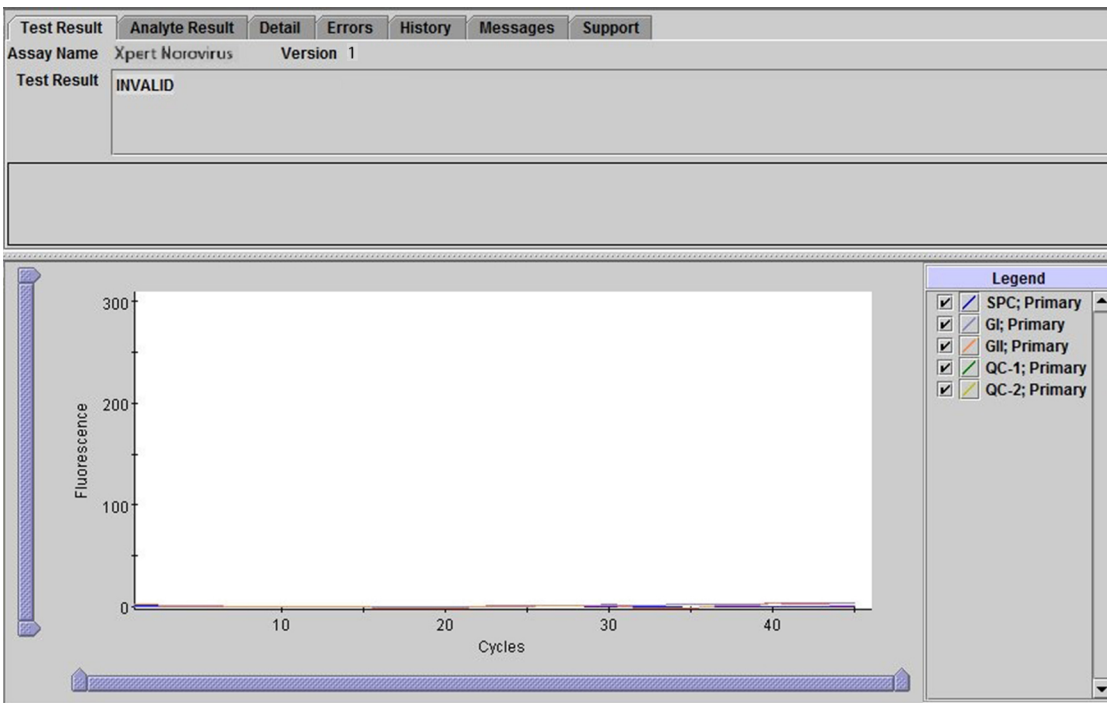 Test Result Analyte Result Detail Errors History Messages Support
Assay Name Xpert Norovirus Version 1
Test Result INVALID
Legend
SPC; Primary
GI; Primary
GII; Primary
QC-1; Primary
QC-2; Primary
300
200
100
0
Fluorescence
10 20 30 40
Cycles